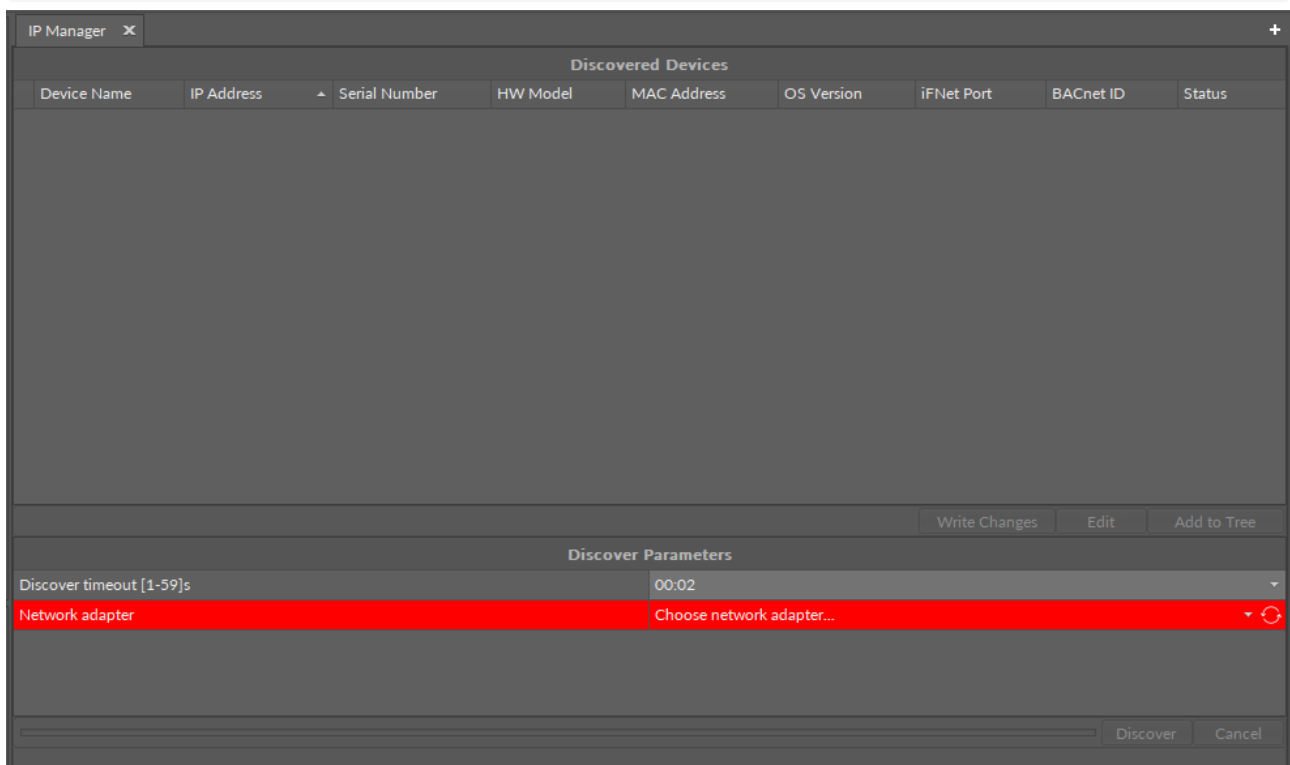 IP Manager
Discovered Devices
Device Name IP Address Serial Number HW Model MAC Address OS Version iFNet Port BACnet ID Status
Write Changes Edit Add to Tree
Discover Parameters
Discover timeout [1-59]s 00:02
Network adapter Choose network adapter...
Discover Cancel